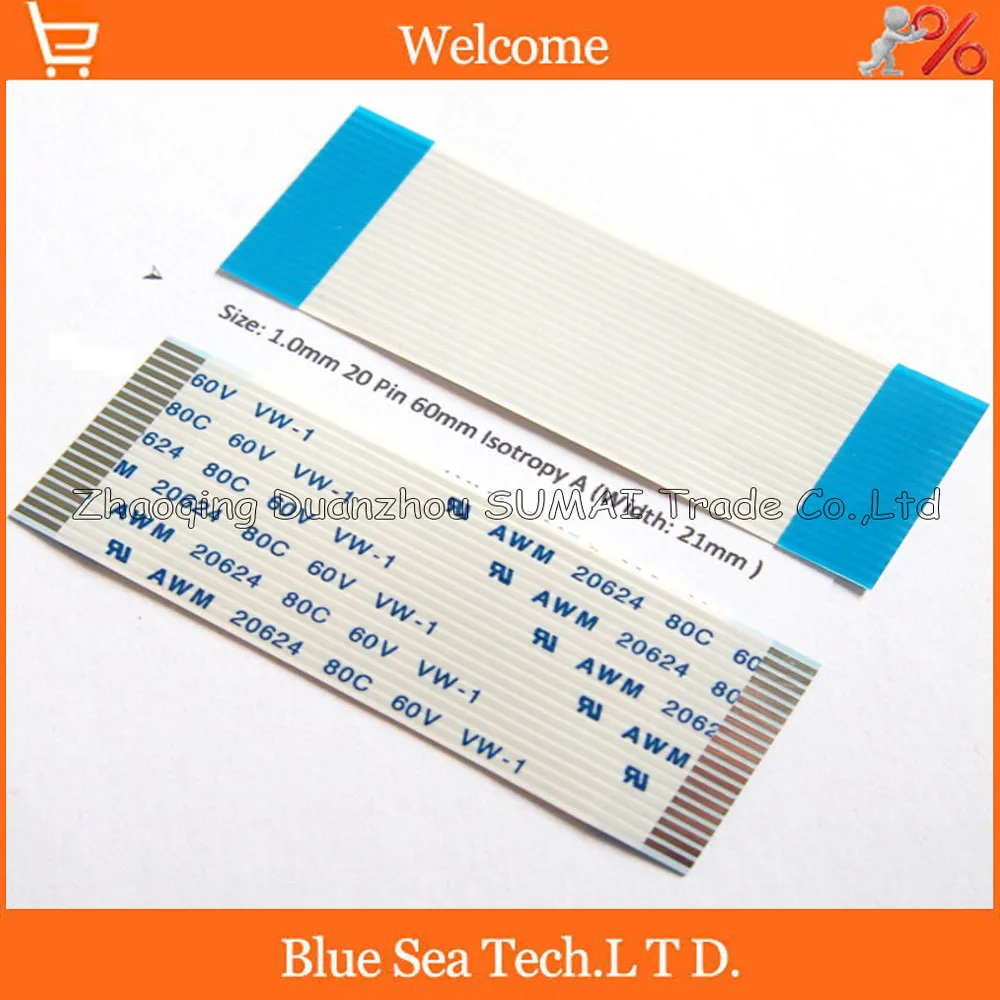 Welcome
%
Size: 1.0mm 20 Pin 60mm Isotropy A (Width: 21mm )
60V VW-1
80C 60V VW-1
624 80C 60V VW-1
M 20624 80C 60V VW-1
AWM 20624 80C 60V VW-1
AWM 20624 80C 60V VW-1
AWM 20624 80C 60
AWM 20624 80
AWM 2062
AWM
Zhaoqing Duanzhou SUMAI Trade Co.,Ltd
Blue Sea Tech.L T D.